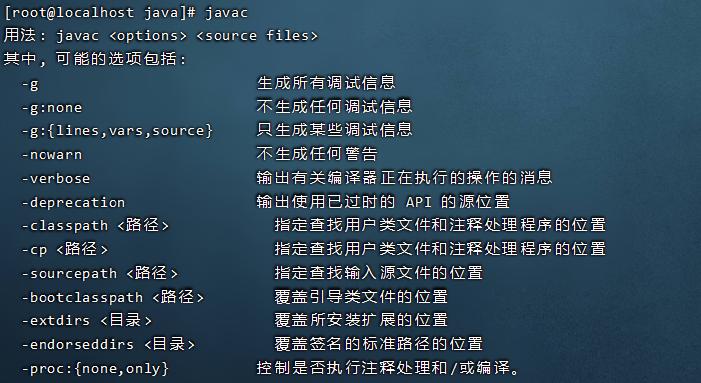 [root@localhost java]# javac
用法: javac <options> <source files>
其中, 可能的选项包括:
-g 生成所有调试信息
-g:none 不生成任何调试信息
-g:{lines,vars,source} 只生成某些调试信息
-nowarn 不生成任何警告
-verbose 输出有关编译器正在执行的操作的消息
-deprecation 输出使用已过时的 API 的源位置
-classpath <路径> 指定查找用户类文件和注释处理程序的位置
-cp <路径> 指定查找用户类文件和注释处理程序的位置
-sourcepath <路径> 指定查找输入源文件的位置
-bootclasspath <路径> 覆盖引导类文件的位置
-extdirs <目录> 覆盖所安装扩展的位置
-endorseddirs <目录> 覆盖签名的标准路径的位置
-proc:{none,only} 控制是否执行注释处理和/或编译。